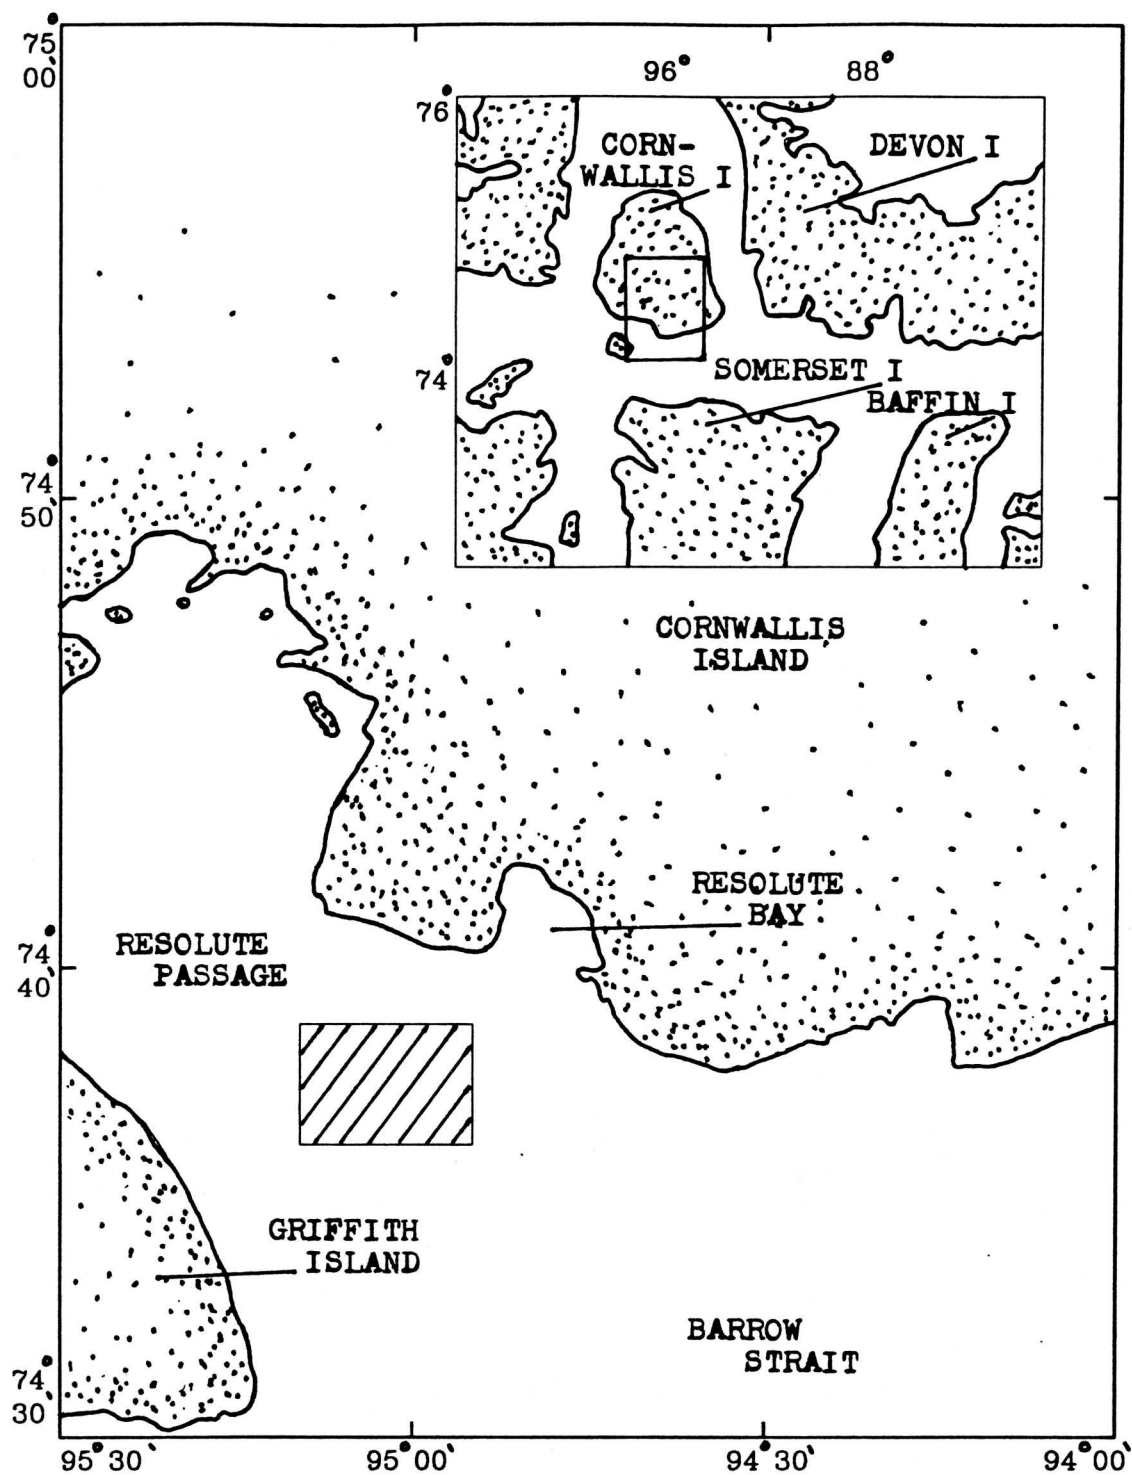 75°
00'
96°
88°
76°
CORN-
WALLIS I
DEVON I
74°
SOMERSET I
BAFFIN I
74°
50'
CORNWALLIS
ISLAND
RESOLUTE
BAY
RESOLUTE
PASSAGE
74°
40'
GRIFFITH
ISLAND
BARROW
STRAIT
74°
30'
95°30'
95°00'
94°30'
94°00'